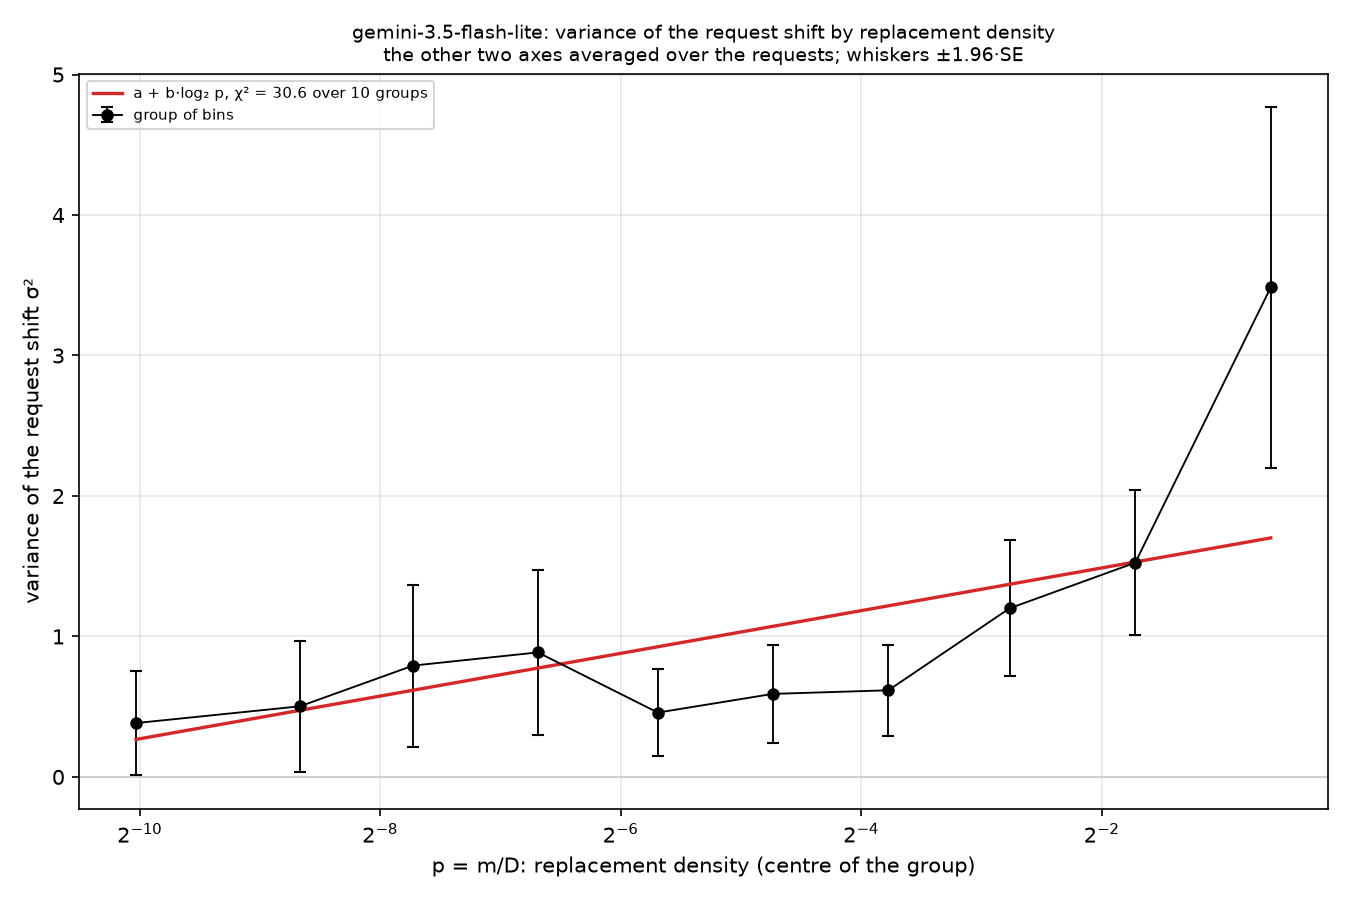 gemini-3.5-flash-lite: variance of the request shift by replacement density
the other two axes averaged over the requests; whiskers ±1.96·SE
a + b·log₂ p, χ² = 30.6 over 10 groups
group of bins
variance of the request shift σ²
5
4
3
2
1
0
2⁻¹⁰ 2⁻⁸ 2⁻⁶ 2⁻⁴ 2⁻²
p = m/D: replacement density (centre of the group)